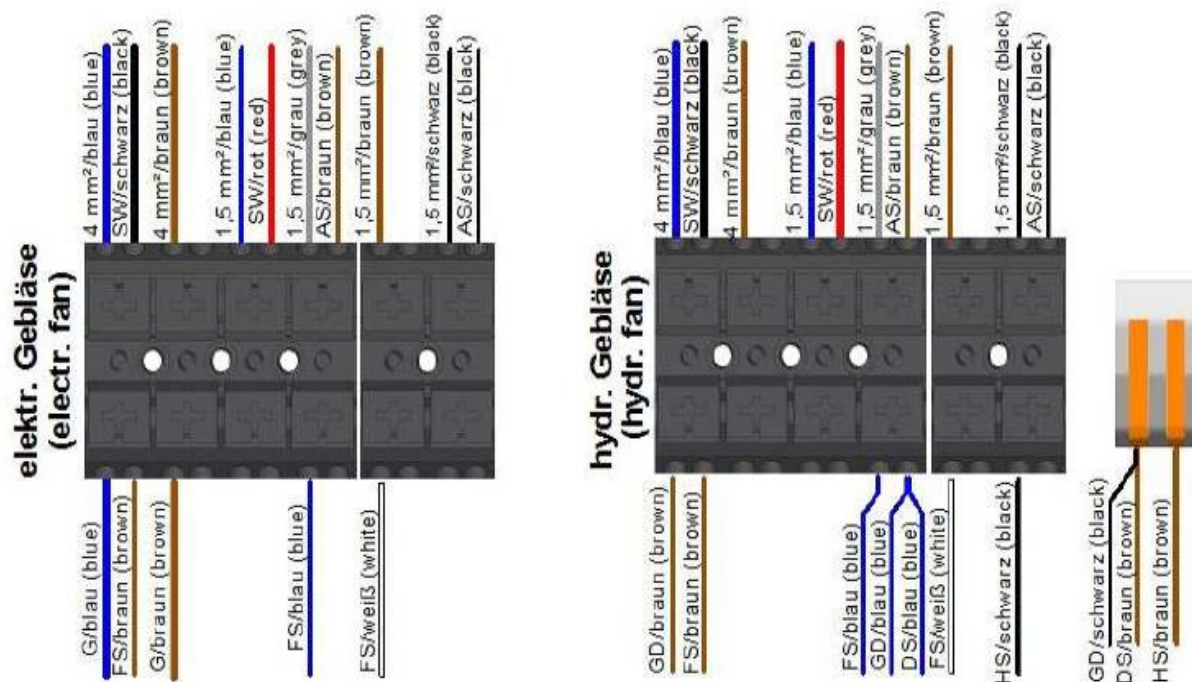 elektr. Gebläse
(electr. fan)
4 mm²/blau (blue)
SW/schwarz (black)
4 mm²/braun (brown)
1,5 mm²/blau (blue)
SW/rot (red)
1,5 mm²/grau (grey)
AS/braun (brown)
1,5 mm²/braun (brown)
1,5 mm²/schwarz (black)
AS/schwarz (black)
G/blau (blue)
FS/braun (brown)
G/braun (brown)
FS/blau (blue)
FS/weiß (white)
hydr. Gebläse
(hydr. fan)
4 mm²/blau (blue)
SW/schwarz (black)
4 mm²/braun (brown)
1,5 mm²/blau (blue)
SW/rot (red)
1,5 mm²/grau (grey)
AS/braun (brown)
1,5 mm²/braun (brown)
1,5 mm²/schwarz (black)
AS/schwarz (black)
GD/braun (brown)
FS/braun (brown)
FS/blau (blue)
GD/blau (blue)
DS/blau (blue)
FS/weiß (white)
HS/schwarz (black)
GD/schwarz (black)
DS/braun (brown)
HS/braun (brown)